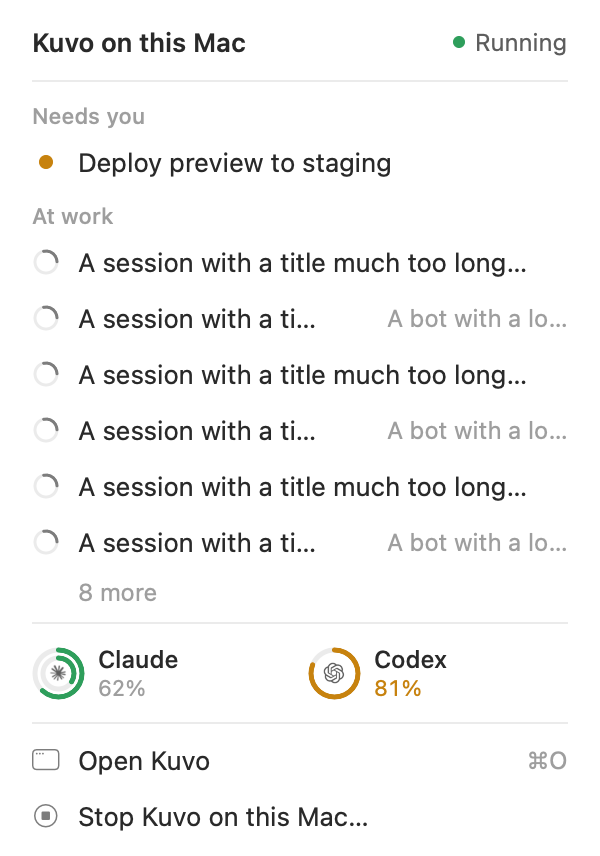 Kuvo on this Mac
Running
Needs you
Deploy preview to staging
At work
A session with a title much too long…
A session with a ti…
A bot with a lo…
A session with a title much too long…
A session with a ti…
A bot with a lo…
A session with a title much too long…
A session with a ti…
A bot with a lo…
8 more
Claude
62%
Codex
81%
Open Kuvo
⌘O
Stop Kuvo on this Mac…